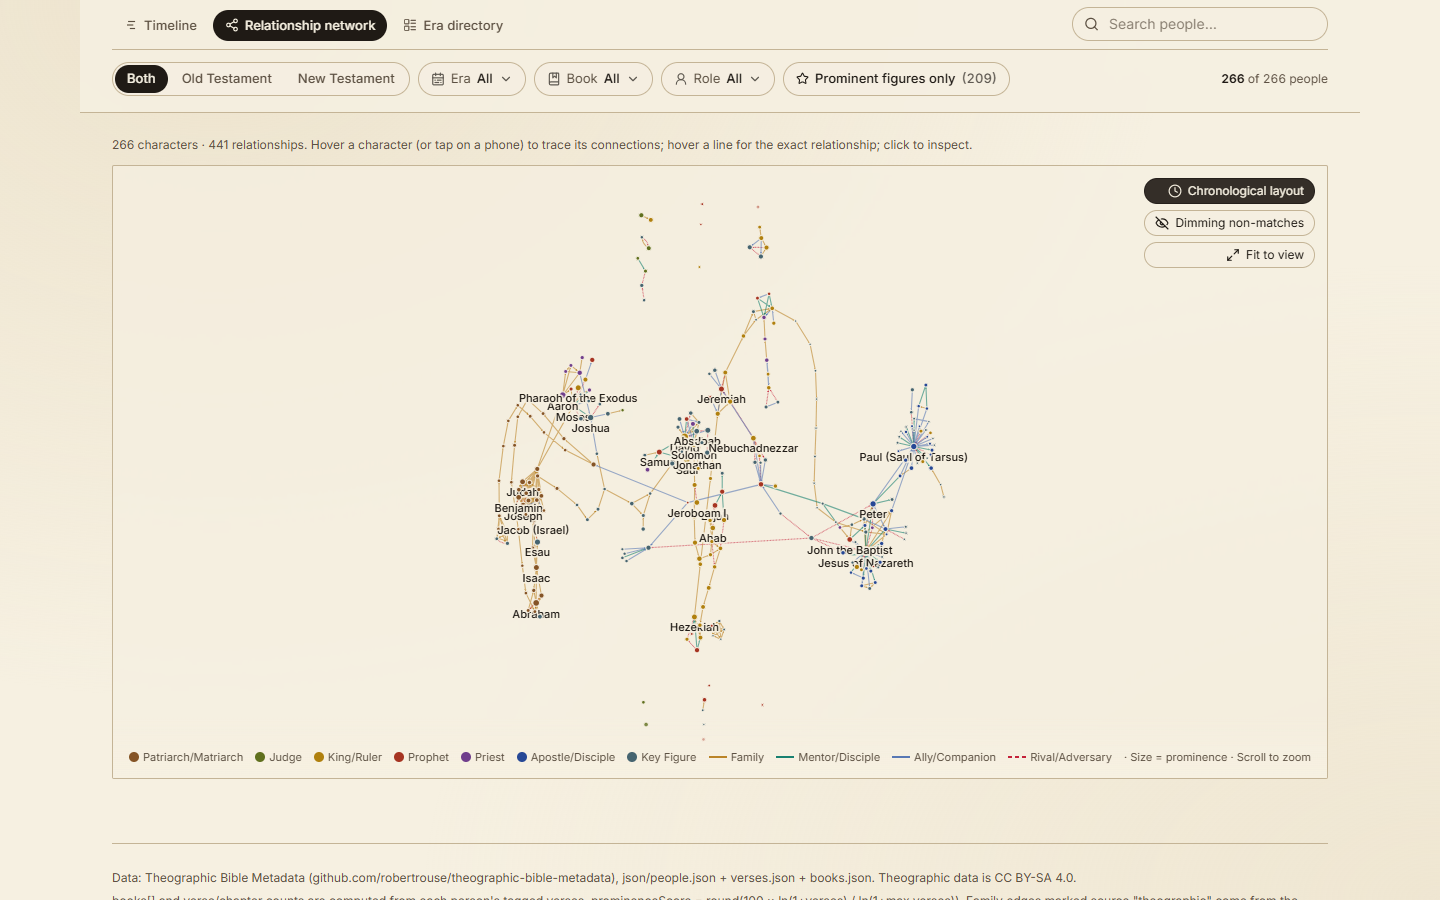 Timeline
Relationship network
Era directory
Search people...
Both
Old Testament
New Testament
Era All
Book All
Role All
Prominent figures only (209)
266 of 266 people
266 characters · 441 relationships. Hover a character (or tap on a phone) to trace its connections; hover a line for the exact relationship; click to inspect.
Chronological layout
Dimming non-matches
Fit to view
Pharaoh of the Exodus
Aaron
Moses
Joshua
Jeremiah
Absalom
David
Nebuchadnezzar
Solomon
Samuel
Jonathan
Saul
Paul (Saul of Tarsus)
Judah
Benjamin
Joseph
Jacob (Israel)
Esau
Isaac
Abraham
Jeroboam I
Elijah
Ahab
Peter
John the Baptist
Jesus of Nazareth
Hezekiah
Patriarch/Matriarch
Judge
King/Ruler
Prophet
Priest
Apostle/Disciple
Key Figure
Family
Mentor/Disciple
Ally/Companion
Rival/Adversary
· Size = prominence · Scroll to zoom
Data: Theographic Bible Metadata (github.com/robertrouse/theographic-bible-metadata), json/people.json + verses.json + books.json. Theographic data is CC BY-SA 4.0.